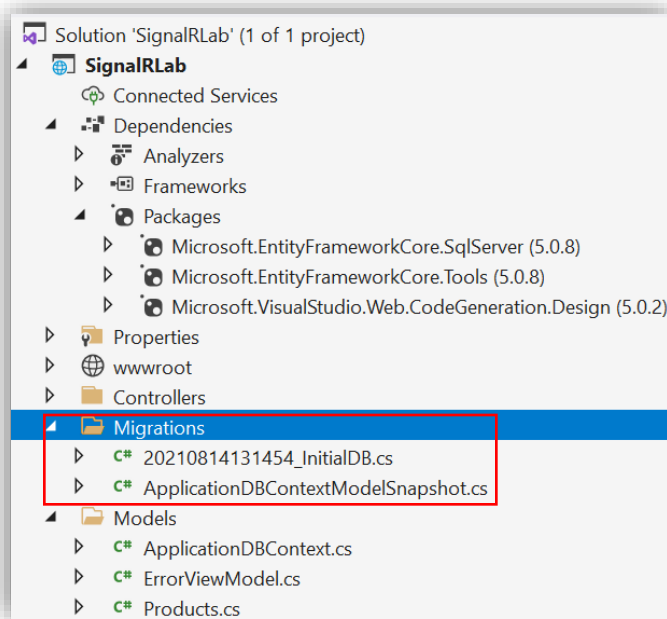 Solution 'SignalRLab' (1 of 1 project)
SignalRLab
Connected Services
Dependencies
Analyzers
Frameworks
Packages
Microsoft.EntityFrameworkCore.SqlServer (5.0.8)
Microsoft.EntityFrameworkCore.Tools (5.0.8)
Microsoft.VisualStudio.Web.CodeGeneration.Design (5.0.2)
Properties
wwwroot
Controllers
Migrations
C# 20210814131454_InitialDB.cs
C# ApplicationDBContextModelSnapshot.cs
Models
C# ApplicationDBContext.cs
C# ErrorViewModel.cs
C# Products.cs